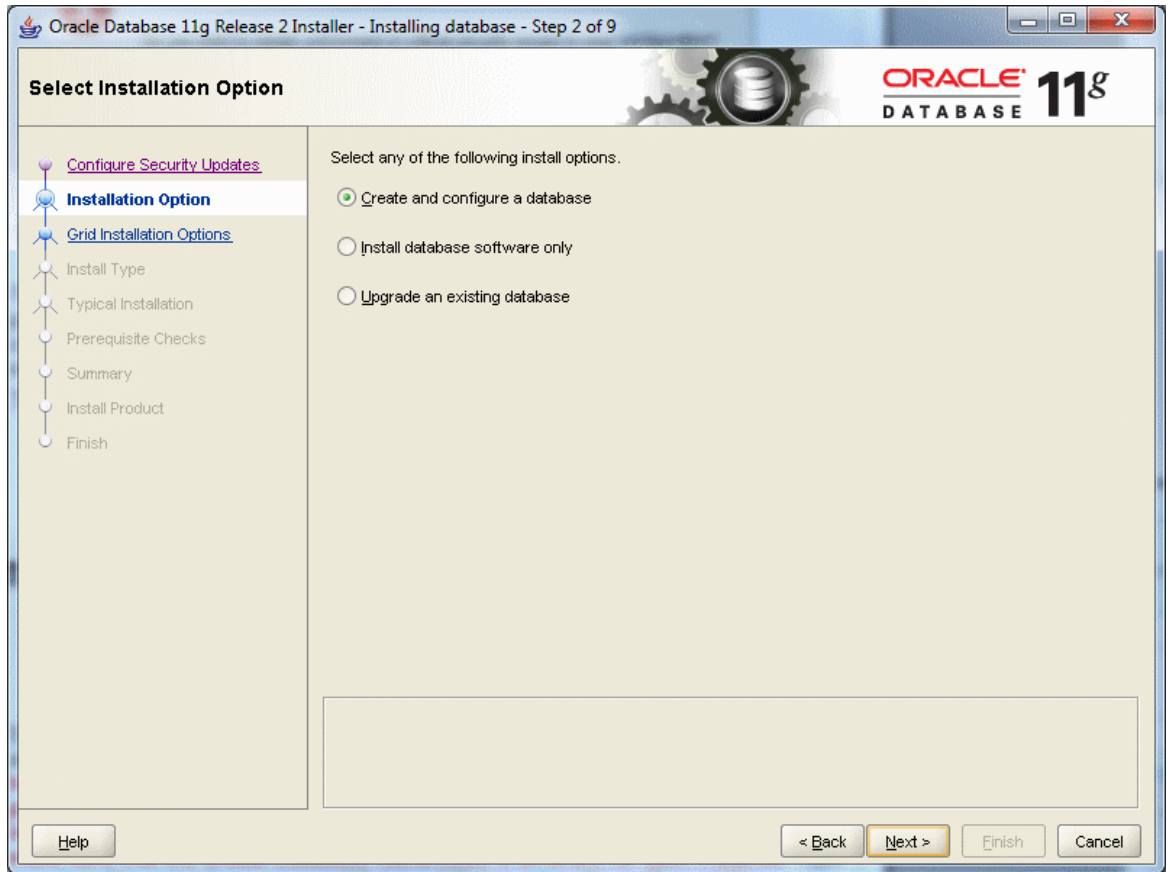 Oracle Database 11g Release 2 Installer - Installing database - Step 2 of 9
Select Installation Option
ORACLE 11g
DATABASE
Configure Security Updates
Installation Option
Grid Installation Options
Install Type
Typical Installation
Prerequisite Checks
Summary
Install Product
Finish
Select any of the following install options.
Create and configure a database
Install database software only
Upgrade an existing database
Help
< Back
Next >
Finish
Cancel